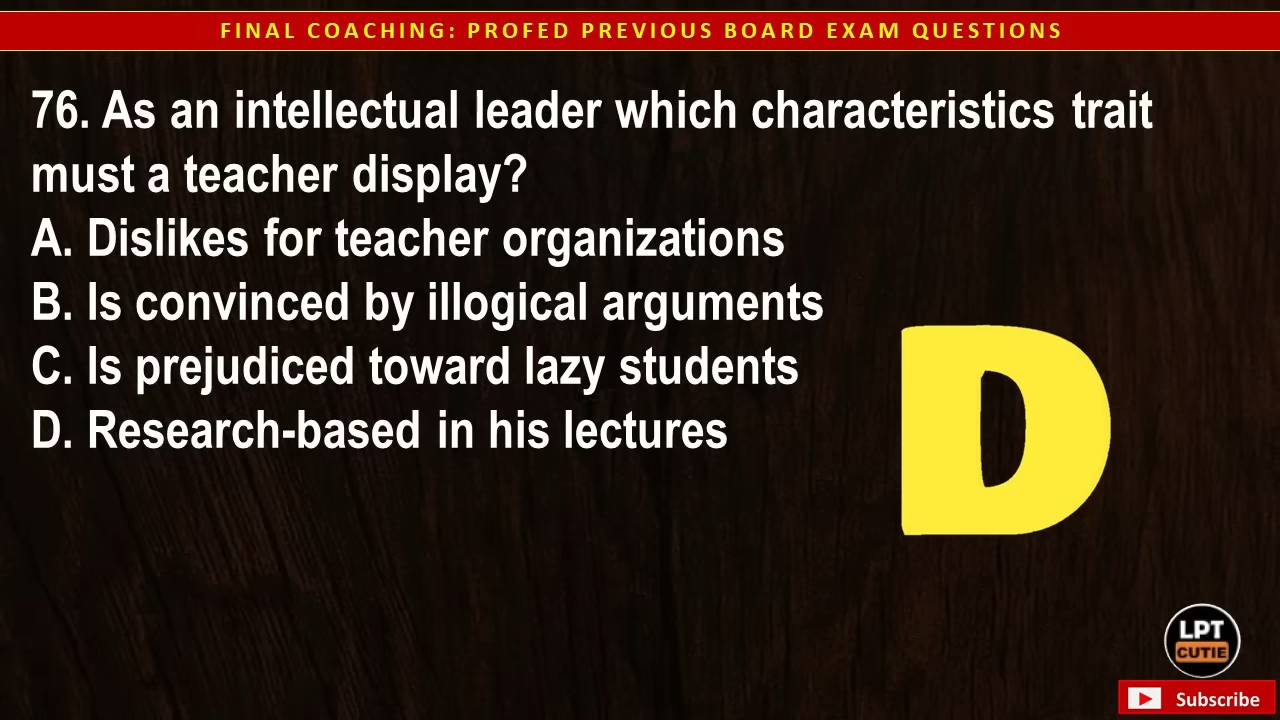 FINAL COACHING: PROFED PREVIOUS BOARD EXAM QUESTIONS
76. As an intellectual leader which characteristics trait
must a teacher display?
A. Dislikes for teacher organizations
B. Is convinced by illogical arguments
C. Is prejudiced toward lazy students
D. Research-based in his lectures
D
LPT
CUTIE
Subscribe